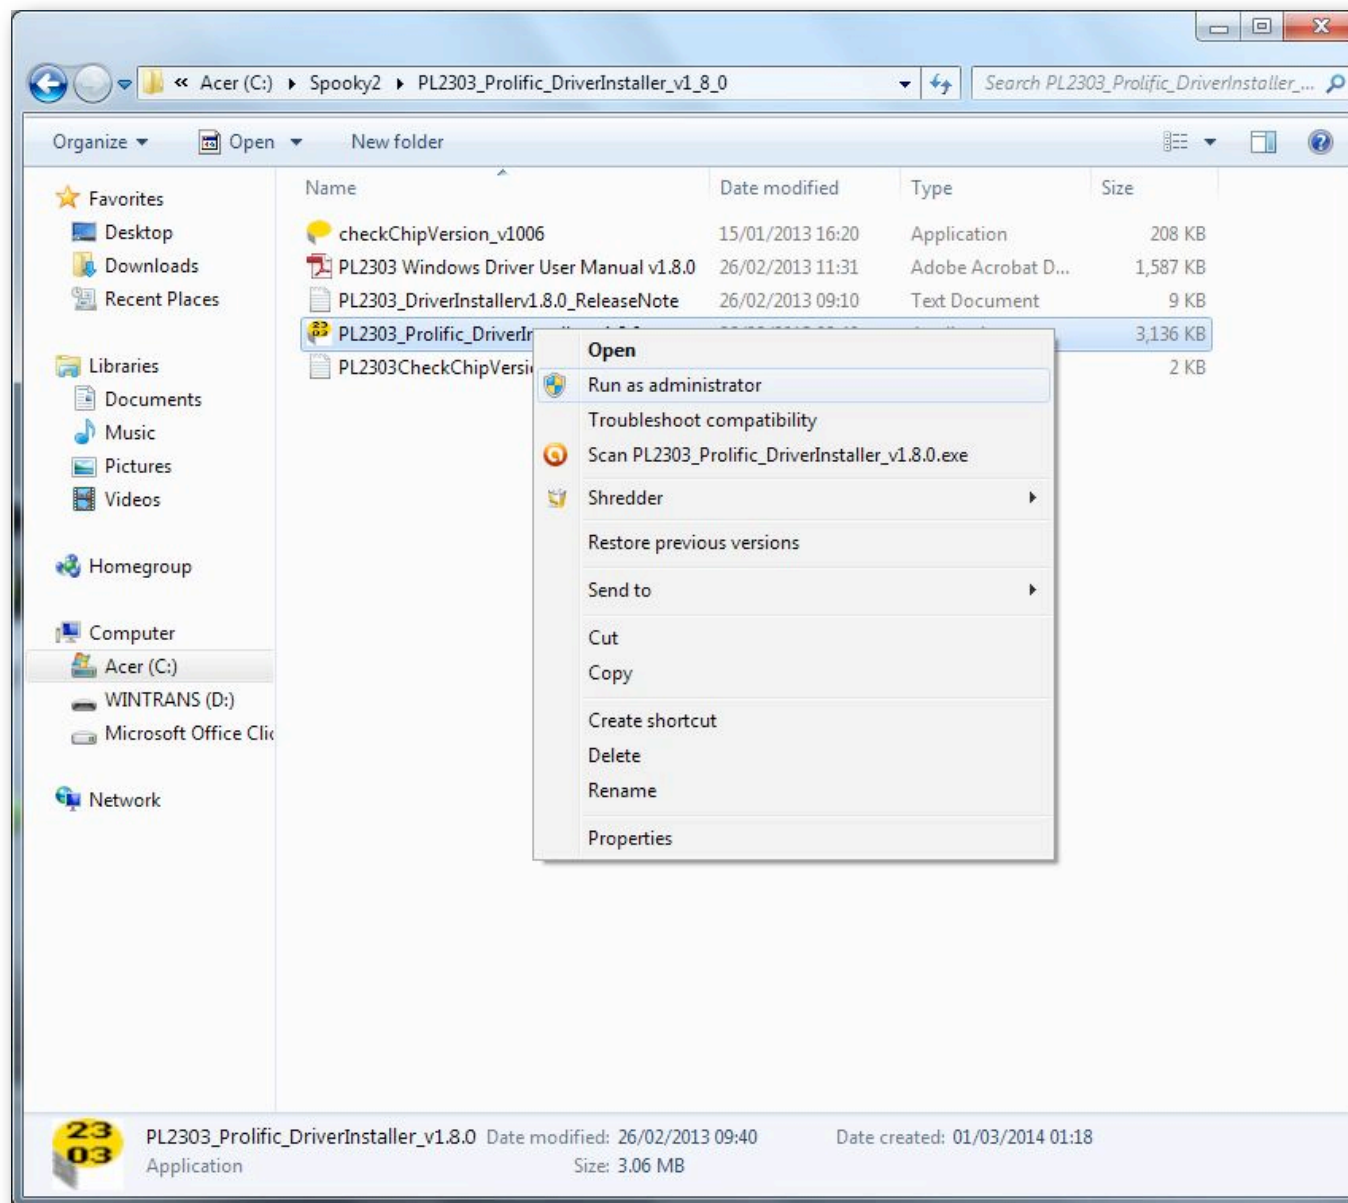 « Acer (C:) Spooky2 PL2303_Prolific_DriverInstaller_v1_8_0 Search PL2303_Prolific_DriverInstaller_...
Organize Open New folder
Name Date modified Type Size
Favorites
Desktop
Downloads
Recent Places
Libraries
Documents
Music
Pictures
Videos
Homegroup
Computer
Acer (C:)
WINTRANS (D:)
Microsoft Office
Network
checkChipVersion_v1006 15/01/2013 16:20 Application 208 KB
PL2303 Windows Driver User Manual v1.8.0 26/02/2013 11:31 Adobe Acrobat D... 1,587 KB
PL2303_DriverInstallerv1.8.0_ReleaseNote 26/02/2013 09:10 Text Document 9 KB
PL2303_Prolific_DriverIn 3,136 KB
PL2303CheckChipVersi 2 KB
Open
Run as administrator
Troubleshoot compatibility
Scan PL2303_Prolific_DriverInstaller_v1.8.0.exe
Shredder
Restore previous versions
Send to
Cut
Copy
Create shortcut
Delete
Rename
Properties
23
03
PL2303_Prolific_DriverInstaller_v1.8.0 Date modified: 26/02/2013 09:40 Date created: 01/03/2014 01:18
Application Size: 3.06 MB